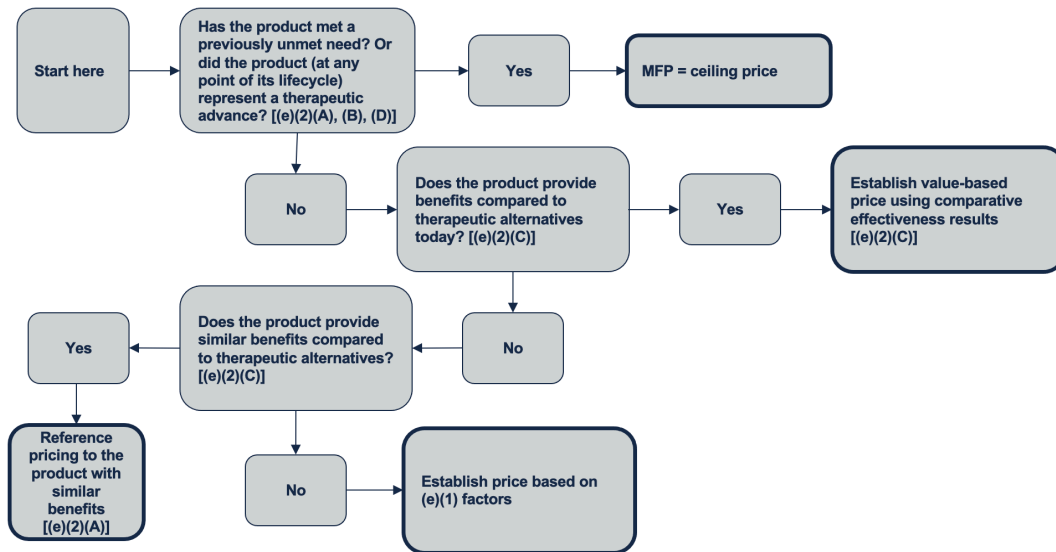 Start here
Has the product met a
previously unmet need? Or
did the product (at any
point of its lifecycle)
represent a therapeutic
advance? [(e)(2)(A), (B), (D)]
Yes
MFP = ceiling price
No
Does the product provide
benefits compared to
therapeutic alternatives
today? [(e)(2)(C)]
Yes
Establish value-based
price using comparative
effectiveness results
[(e)(2)(C)]
No
Does the product provide
similar benefits compared
to therapeutic alternatives?
[(e)(2)(C)]
Yes
Reference
pricing to the
product with
similar
benefits
[(e)(2)(A)]
No
Establish price based on
(e)(1) factors